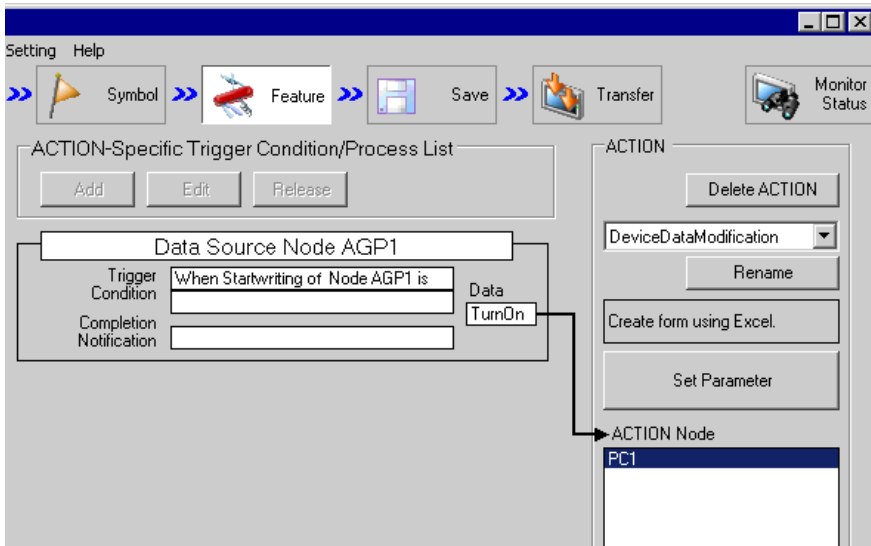 Setting Help
Symbol
Feature
Save
Transfer
Monitor
Status
ACTION-Specific Trigger Condition/Process List
Add Edit Release
Data Source Node AGP1
Trigger
Condition
When Startwriting of Node AGP1 is
Completion
Notification
Data
TurnOn
ACTION
Delete ACTION
DeviceDataModification
Rename
Create form using Excel.
Set Parameter
ACTION Node
PC1